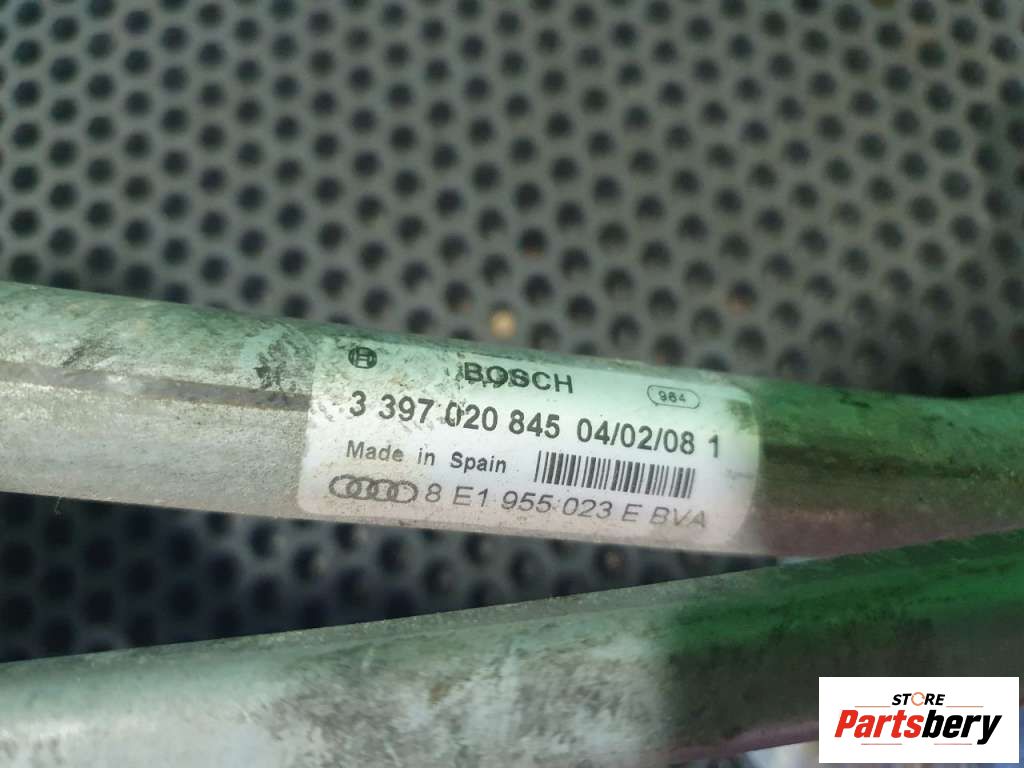 BOSCH
964
3 397 020 845 04/02/08 1
Made in Spain
8 E1 955 023 E BVA
STORE
Partsbery